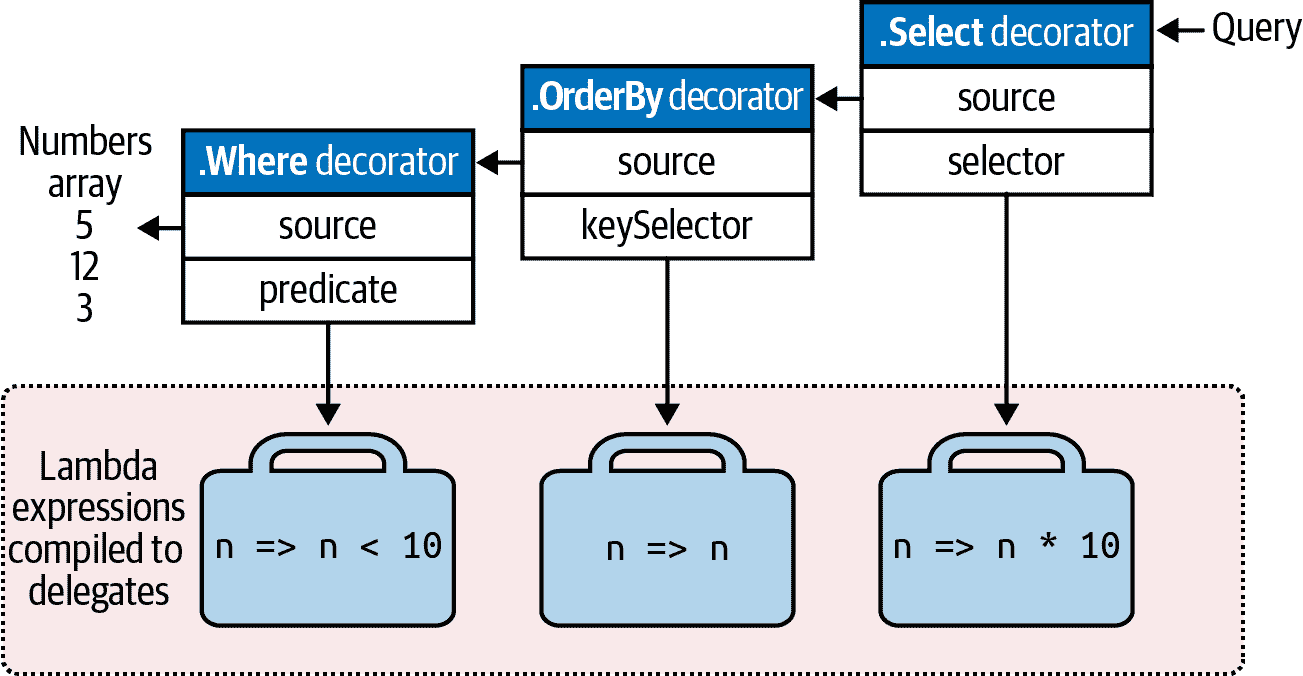 .Select decorator
Query
source
selector
.OrderBy decorator
source
keySelector
.Where decorator
source
predicate
Numbers
array
5
12
3
Lambda
expressions
compiled to
delegates
n => n < 10
n => n
n => n * 10